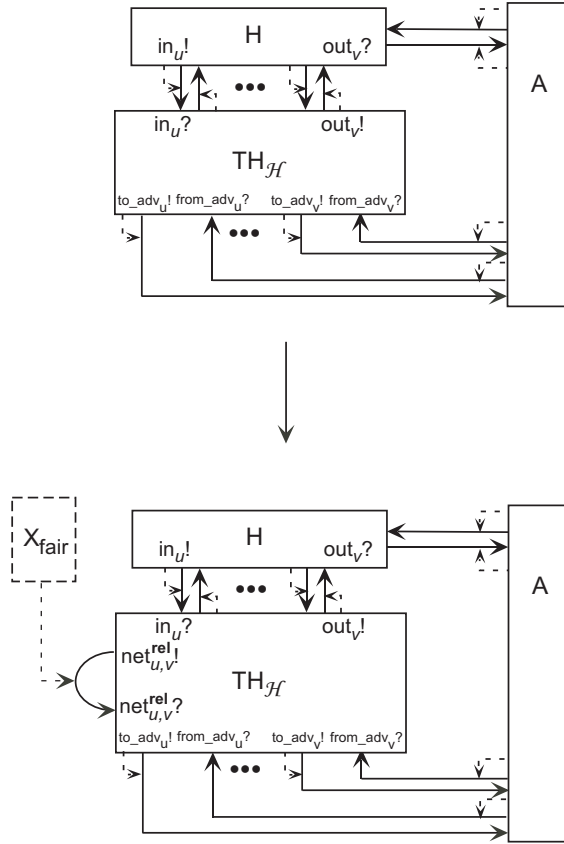 H
in_u! out_v?
A
in_u? out_v!
TH_ℋ
to_adv_u! from_adv_u? to_adv_v! from_adv_v?
X_fair
H
in_u! out_v?
A
in_u? out_v!
net^rel_u,v!
TH_ℋ
net^rel_u,v?
to_adv_u! from_adv_u? to_adv_v! from_adv_v?